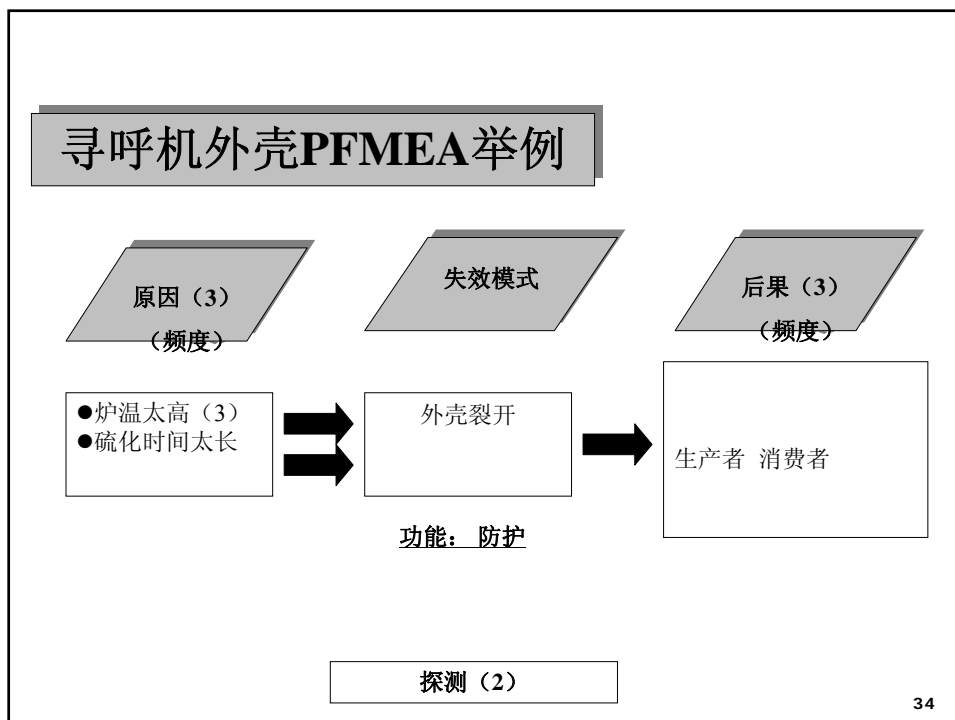 寻呼机外壳PFMEA举例
原因（3）
（频度）
失效模式
后果（3）
（频度）
●炉温太高（3）
●硫化时间太长
外壳裂开
生产者 消费者
功能： 防护
探测（2）
34